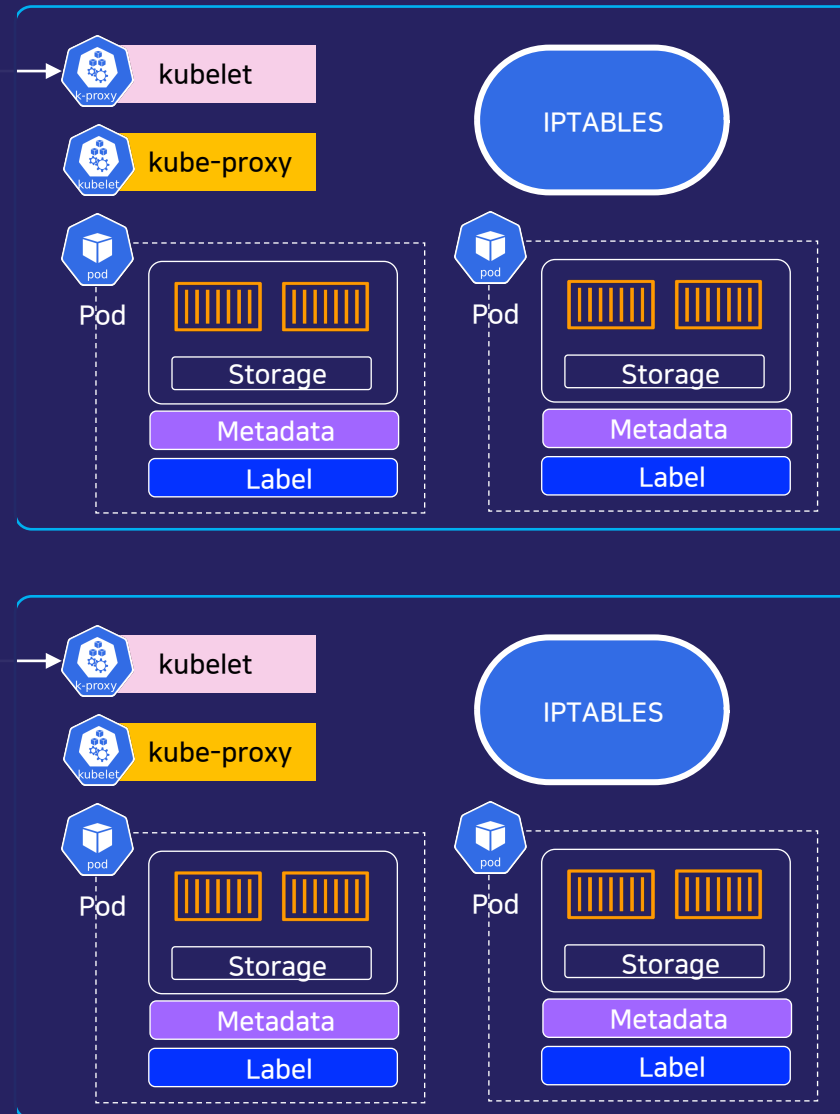 k-proxy
kubelet
IPTABLES
kubelet
kube-proxy
pod
Pod
Storage
Metadata
Label
pod
Pod
Storage
Metadata
Label
k-proxy
kubelet
IPTABLES
kubelet
kube-proxy
pod
Pod
Storage
Metadata
Label
pod
Pod
Storage
Metadata
Label